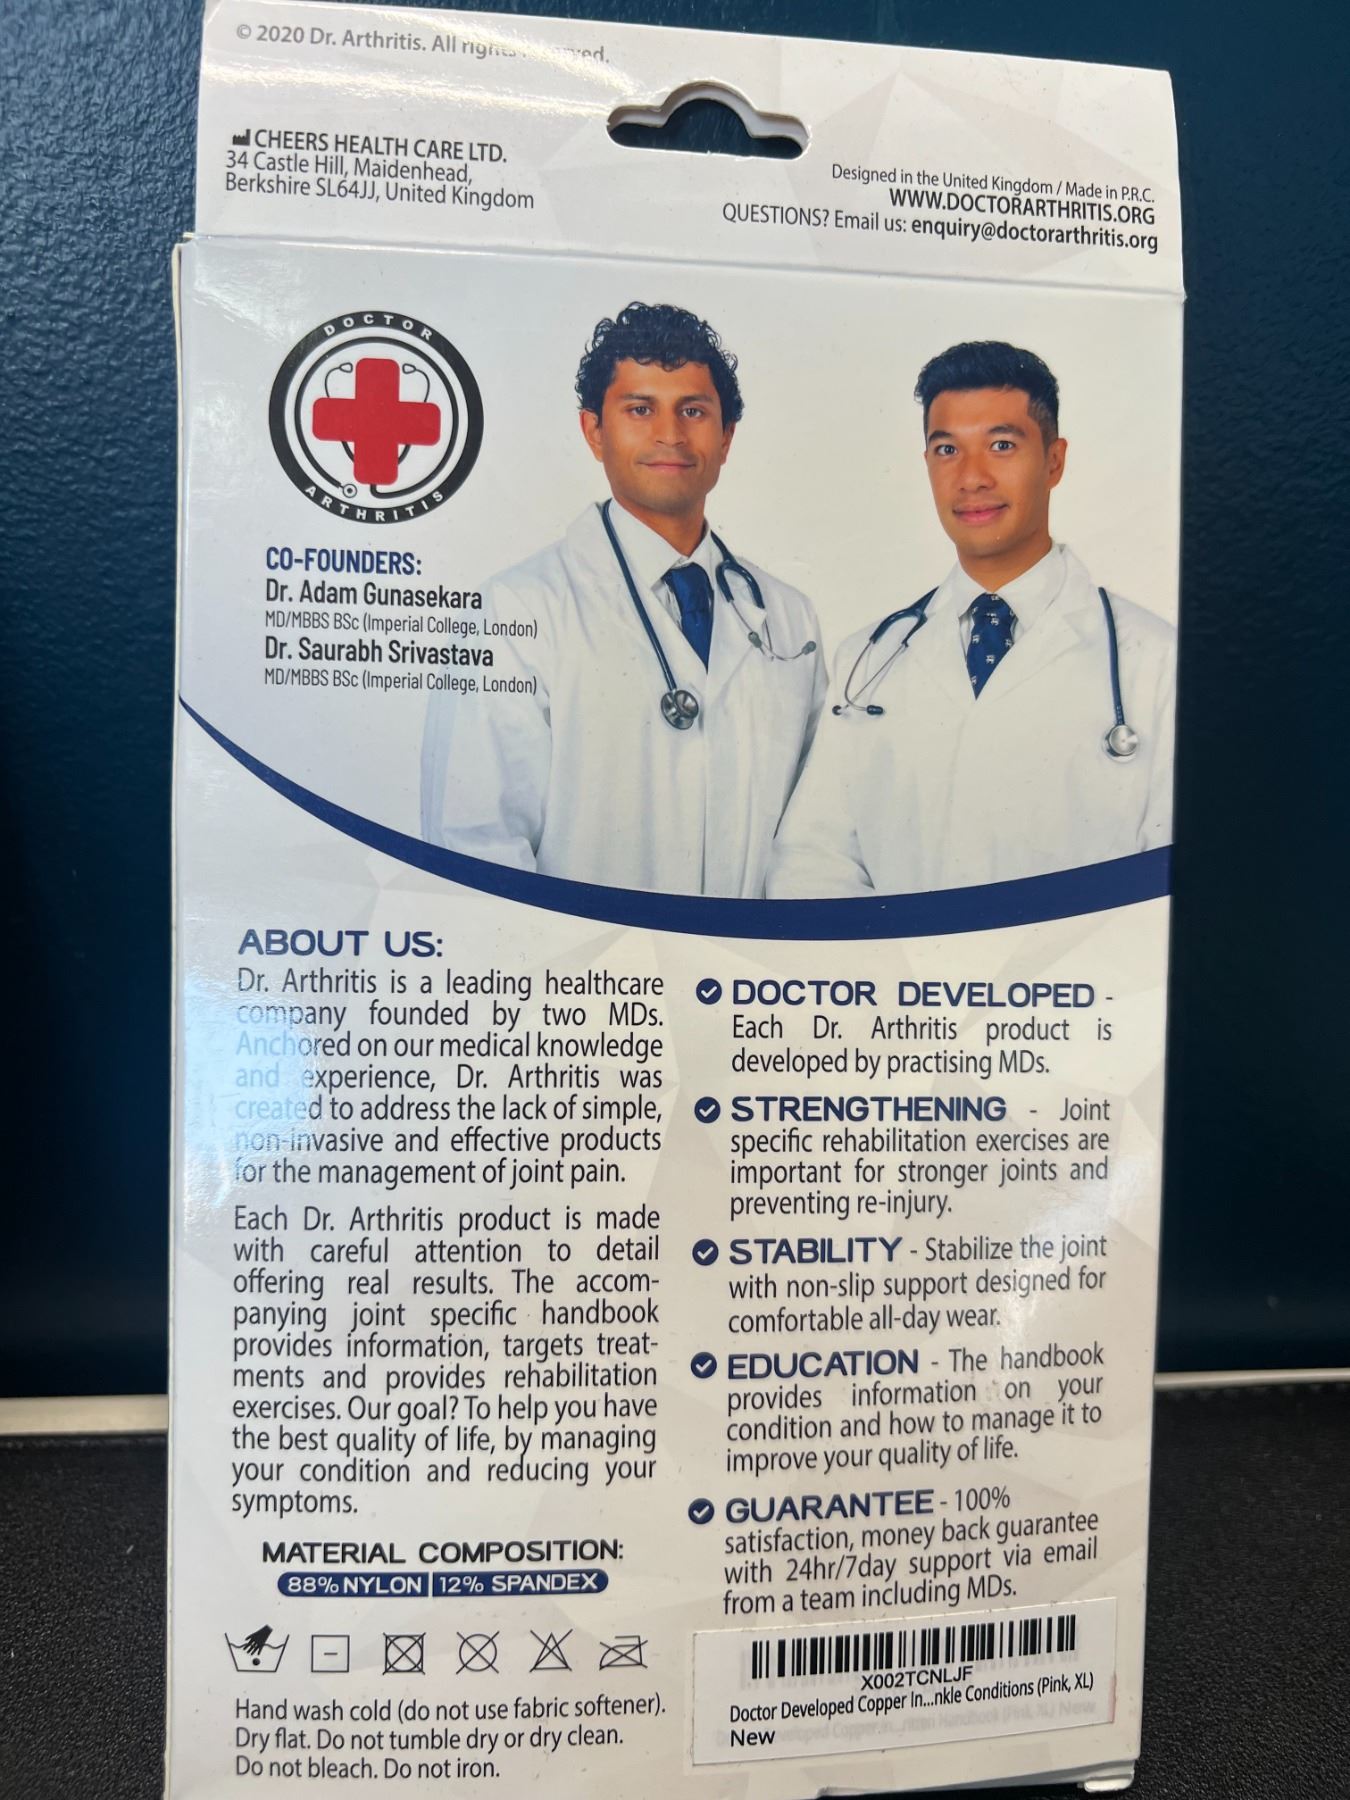 © 2020 Dr. Arthritis. All rights reserved.
CHEERS HEALTH CARE LTD.
34 Castle Hill, Maidenhead,
Berkshire SL64JJ, United Kingdom
Designed in the United Kingdom / Made in P.R.C.
WWW.DOCTORARTHRITIS.ORG
QUESTIONS? Email us: enquiry@doctorarthritis.org
DOCTOR
ARTHRITIS
CO-FOUNDERS:
Dr. Adam Gunasekara
MD/MBBS BSc (Imperial College, London)
Dr. Saurabh Srivastava
MD/MBBS BSc (Imperial College, London)
ABOUT US:
Dr. Arthritis is a leading healthcare
company founded by two MDs.
Anchored on our medical knowledge
and experience, Dr. Arthritis was
created to address the lack of simple,
non-invasive and effective products
for the management of joint pain.
Each Dr. Arthritis product is made
with careful attention to detail
offering real results. The accom-
panying joint specific handbook
provides information, targets treat-
ments and provides rehabilitation
exercises. Our goal? To help you have
the best quality of life, by managing
your condition and reducing your
symptoms.
MATERIAL COMPOSITION:
88% NYLON 12% SPANDEX
Hand wash cold (do not use fabric softener).
Dry flat. Do not tumble dry or dry clean.
Do not bleach. Do not iron.
DOCTOR DEVELOPED -
Each Dr. Arthritis product is
developed by practising MDs.
STRENGTHENING - Joint
specific rehabilitation exercises are
important for stronger joints and
preventing re-injury.
STABILITY - Stabilize the joint
with non-slip support designed for
comfortable all-day wear.
EDUCATION - The handbook
provides information on your
condition and how to manage it to
improve your quality of life.
GUARANTEE - 100%
satisfaction, money back guarantee
with 24hr/7day support via email
from a team including MDs.
X002TCNLJF
Doctor Developed Copper In...nkle Conditions (Pink, XL)
New